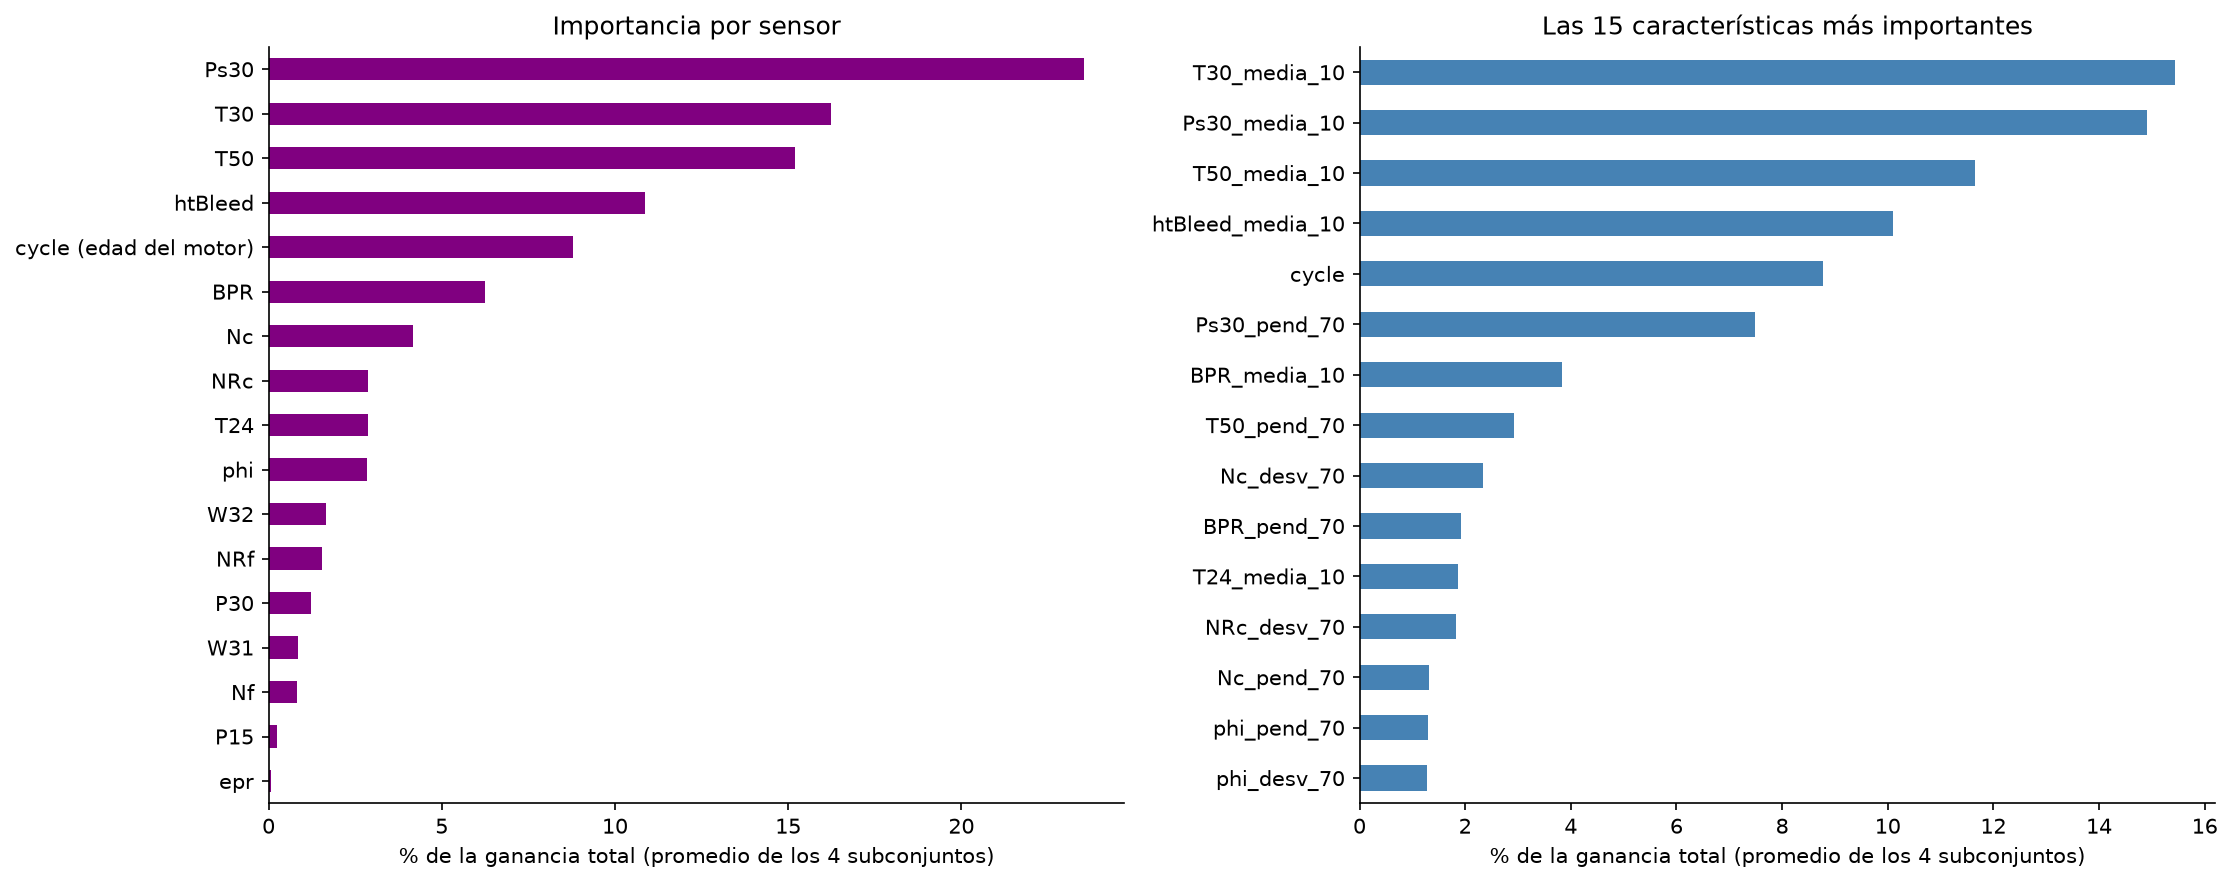 Importancia por sensor
Ps30
T30
T50
htBleed
cycle (edad del motor)
BPR
Nc
NRc
T24
phi
W32
NRf
P30
W31
Nf
P15
epr
0 5 10 15 20
% de la ganancia total (promedio de los 4 subconjuntos)
Las 15 características más importantes
T30_media_10
Ps30_media_10
T50_media_10
htBleed_media_10
cycle
Ps30_pend_70
BPR_media_10
T50_pend_70
Nc_desv_70
BPR_pend_70
T24_media_10
NRc_desv_70
Nc_pend_70
phi_pend_70
phi_desv_70
0 2 4 6 8 10 12 14 16
% de la ganancia total (promedio de los 4 subconjuntos)